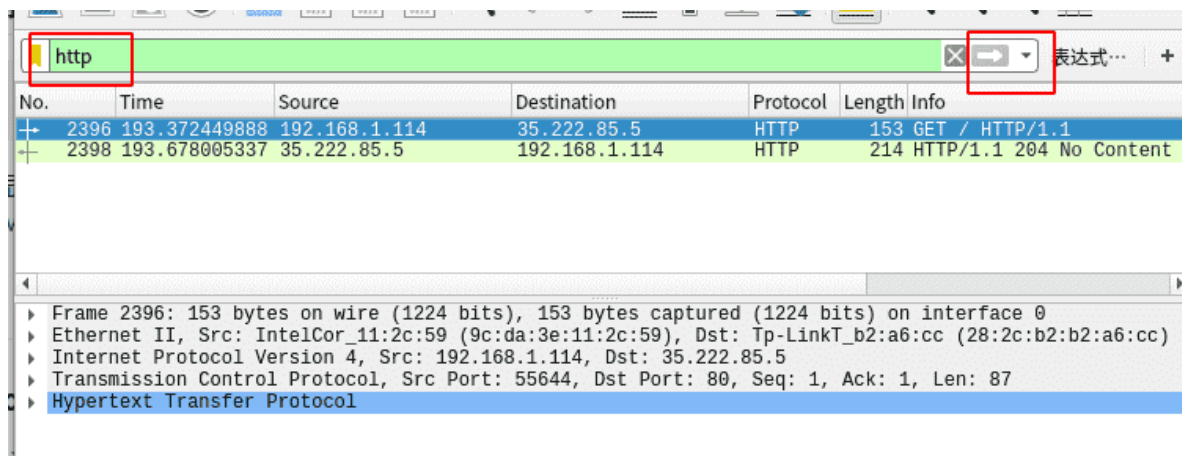 http 表达式… +
No. Time Source Destination Protocol Length Info
2396 193.372449888 192.168.1.114 35.222.85.5 HTTP 153 GET / HTTP/1.1
2398 193.678005337 35.222.85.5 192.168.1.114 HTTP 214 HTTP/1.1 204 No Content
Frame 2396: 153 bytes on wire (1224 bits), 153 bytes captured (1224 bits) on interface 0
Ethernet II, Src: IntelCor_11:2c:59 (9c:da:3e:11:2c:59), Dst: Tp-LinkT_b2:a6:cc (28:2c:b2:b2:a6:cc)
Internet Protocol Version 4, Src: 192.168.1.114, Dst: 35.222.85.5
Transmission Control Protocol, Src Port: 55644, Dst Port: 80, Seq: 1, Ack: 1, Len: 87
Hypertext Transfer Protocol